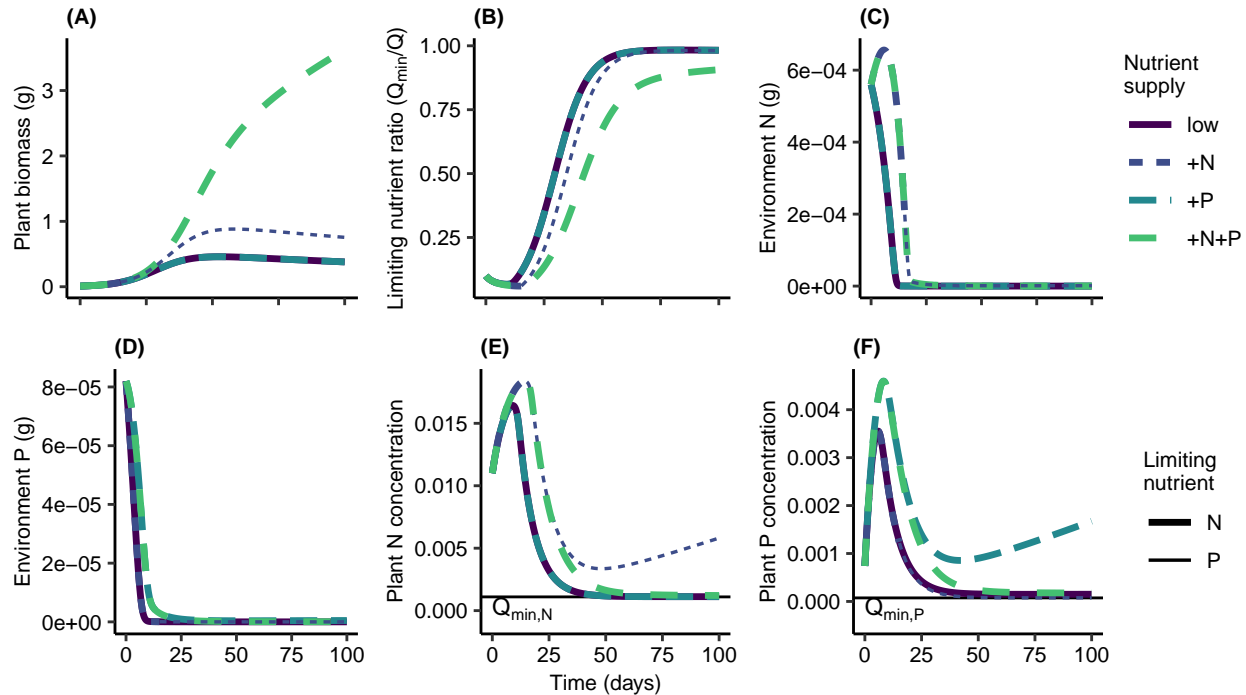 (A)
Plant biomass (g)
3
2
1
0
(B)
Limiting nutrient ratio (Qmin/Q)
1.00
0.75
0.50
0.25
(C)
Environment N (g)
6e−04
4e−04
2e−04
0e+00
Nutrient
supply
low
+N
+P
+N+P
(D)
Environment P (g)
8e−05
6e−05
4e−05
2e−05
0e+00
0 25 50 75 100
(E)
Plant N concentration
0.015
0.010
0.005
0.000
Qmin,N
0 25 50 75 100
Time (days)
(F)
Plant P concentration
0.004
0.003
0.002
0.001
0.000
Qmin,P
0 25 50 75 100
Limiting
nutrient
N
P